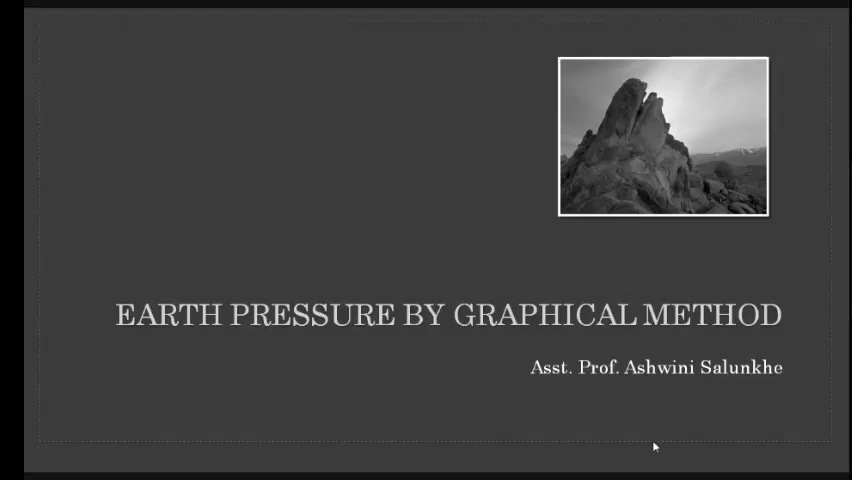 EARTH PRESSURE BY GRAPHICAL METHOD
Asst. Prof. Ashwini Salunkhe